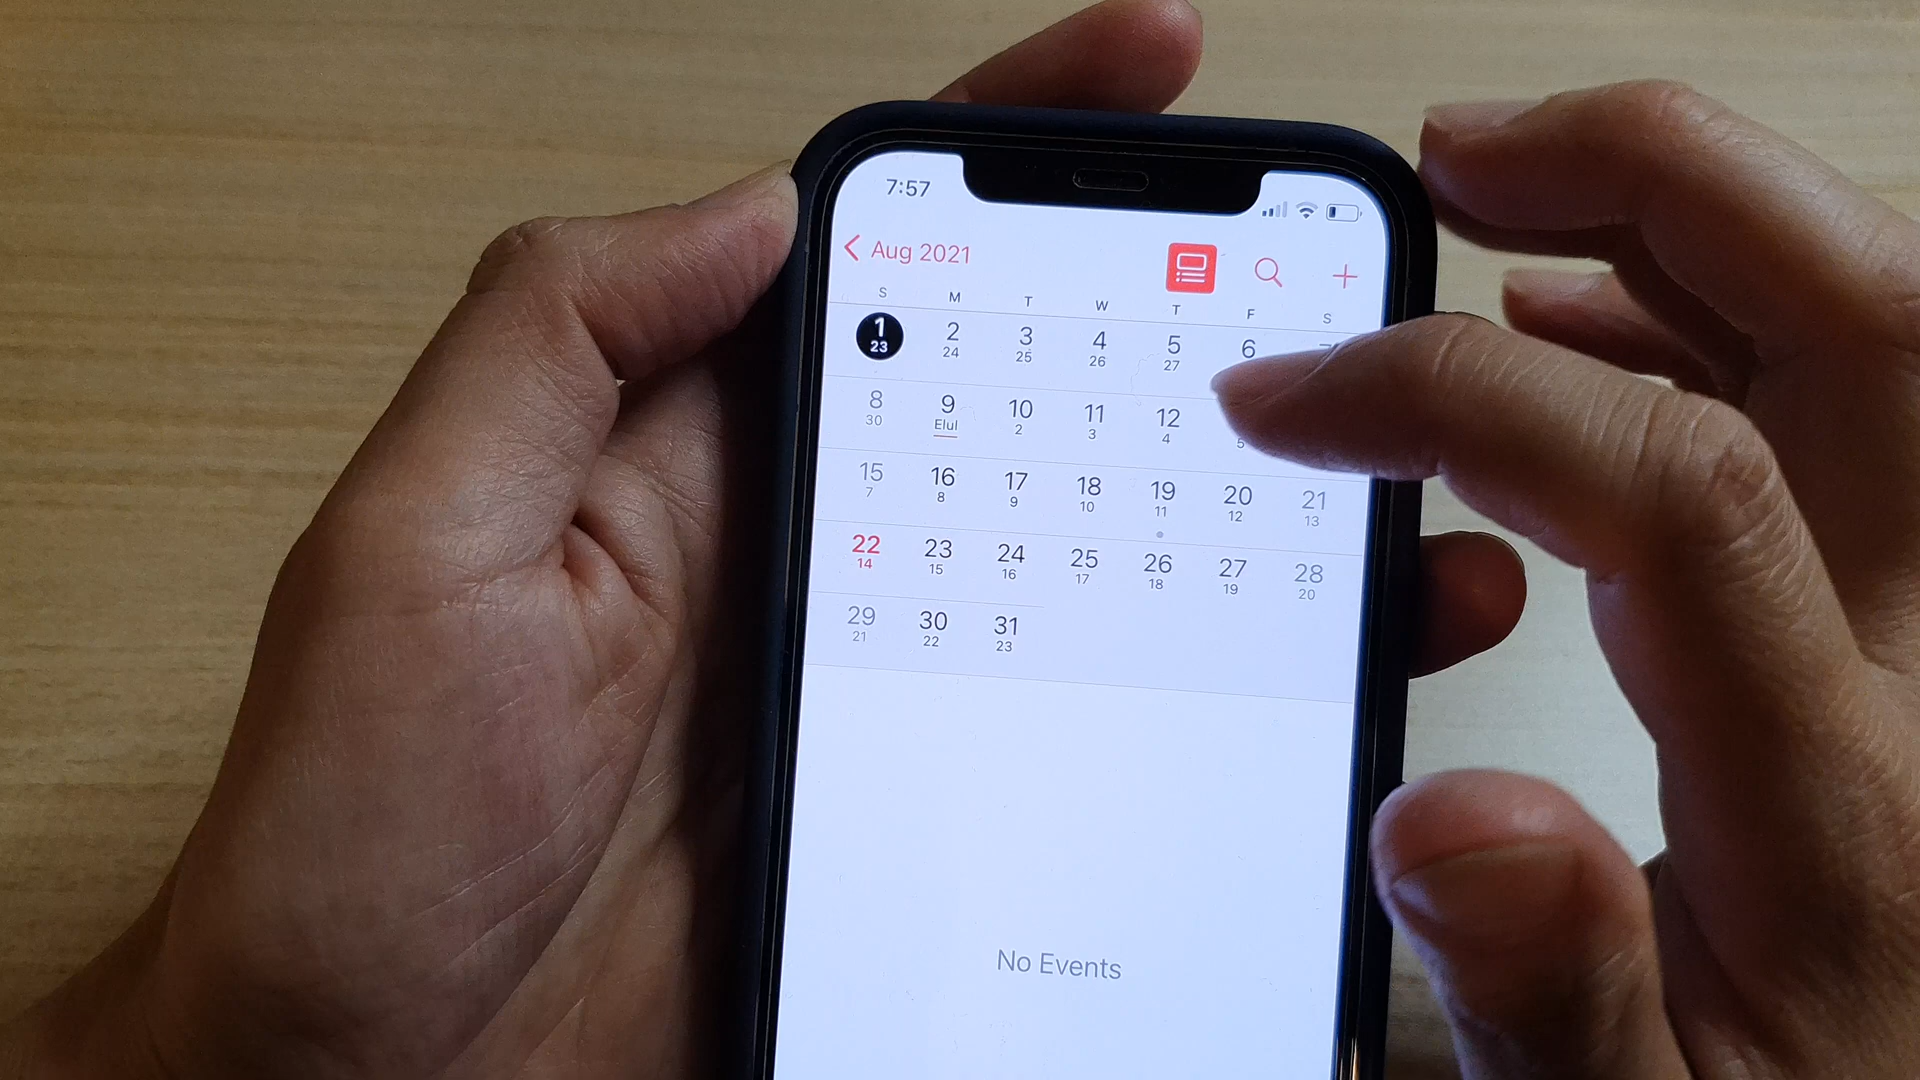 7:57
Aug 2021
S M T W T F S
1 2 3 4 5 6
23 24 25 26 27
8 9 10 11 12
30 Elul 2 3 4 5
15 16 17 18 19 20 21
7 8 9 10 11 12 13
22 23 24 25 26 27 28
14 15 16 17 18 19 20
29 30 31
21 22 23
No Events